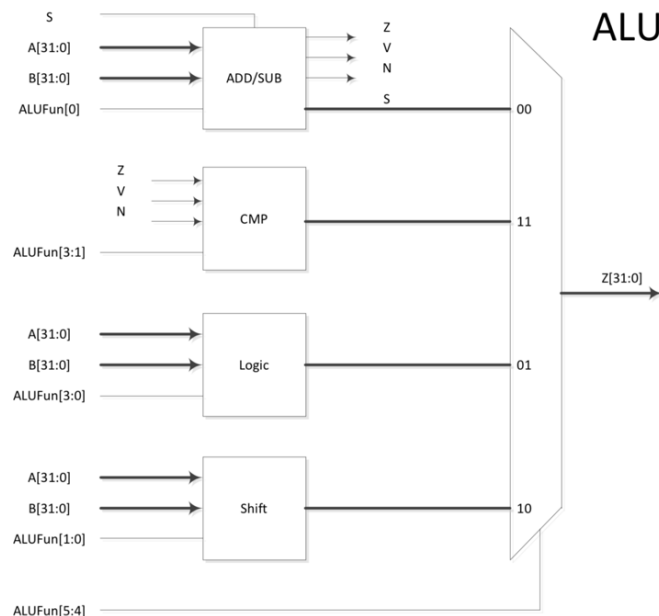 ALU
S
A[31:0]
B[31:0]
ALUFun[0]
ADD/SUB
Z
V
N
S
00
Z
V
N
ALUFun[3:1]
CMP
11
Z[31:0]
A[31:0]
B[31:0]
ALUFun[3:0]
Logic
01
A[31:0]
B[31:0]
ALUFun[1:0]
Shift
10
ALUFun[5:4]